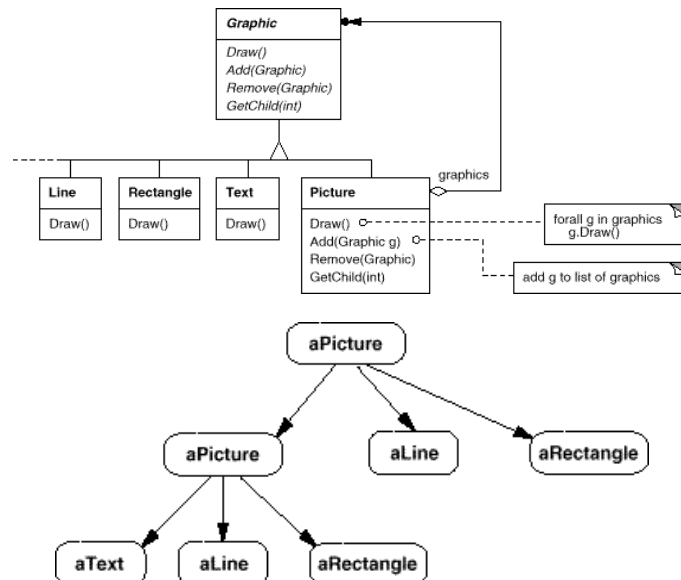 Graphic
Draw()
Add(Graphic)
Remove(Graphic)
GetChild(int)
graphics
Line
Draw()
Rectangle
Draw()
Text
Draw()
Picture
Draw()
Add(Graphic g)
Remove(Graphic)
GetChild(int)
forall g in graphics
g.Draw()
add g to list of graphics
aPicture
aPicture
aLine
aRectangle
aText
aLine
aRectangle